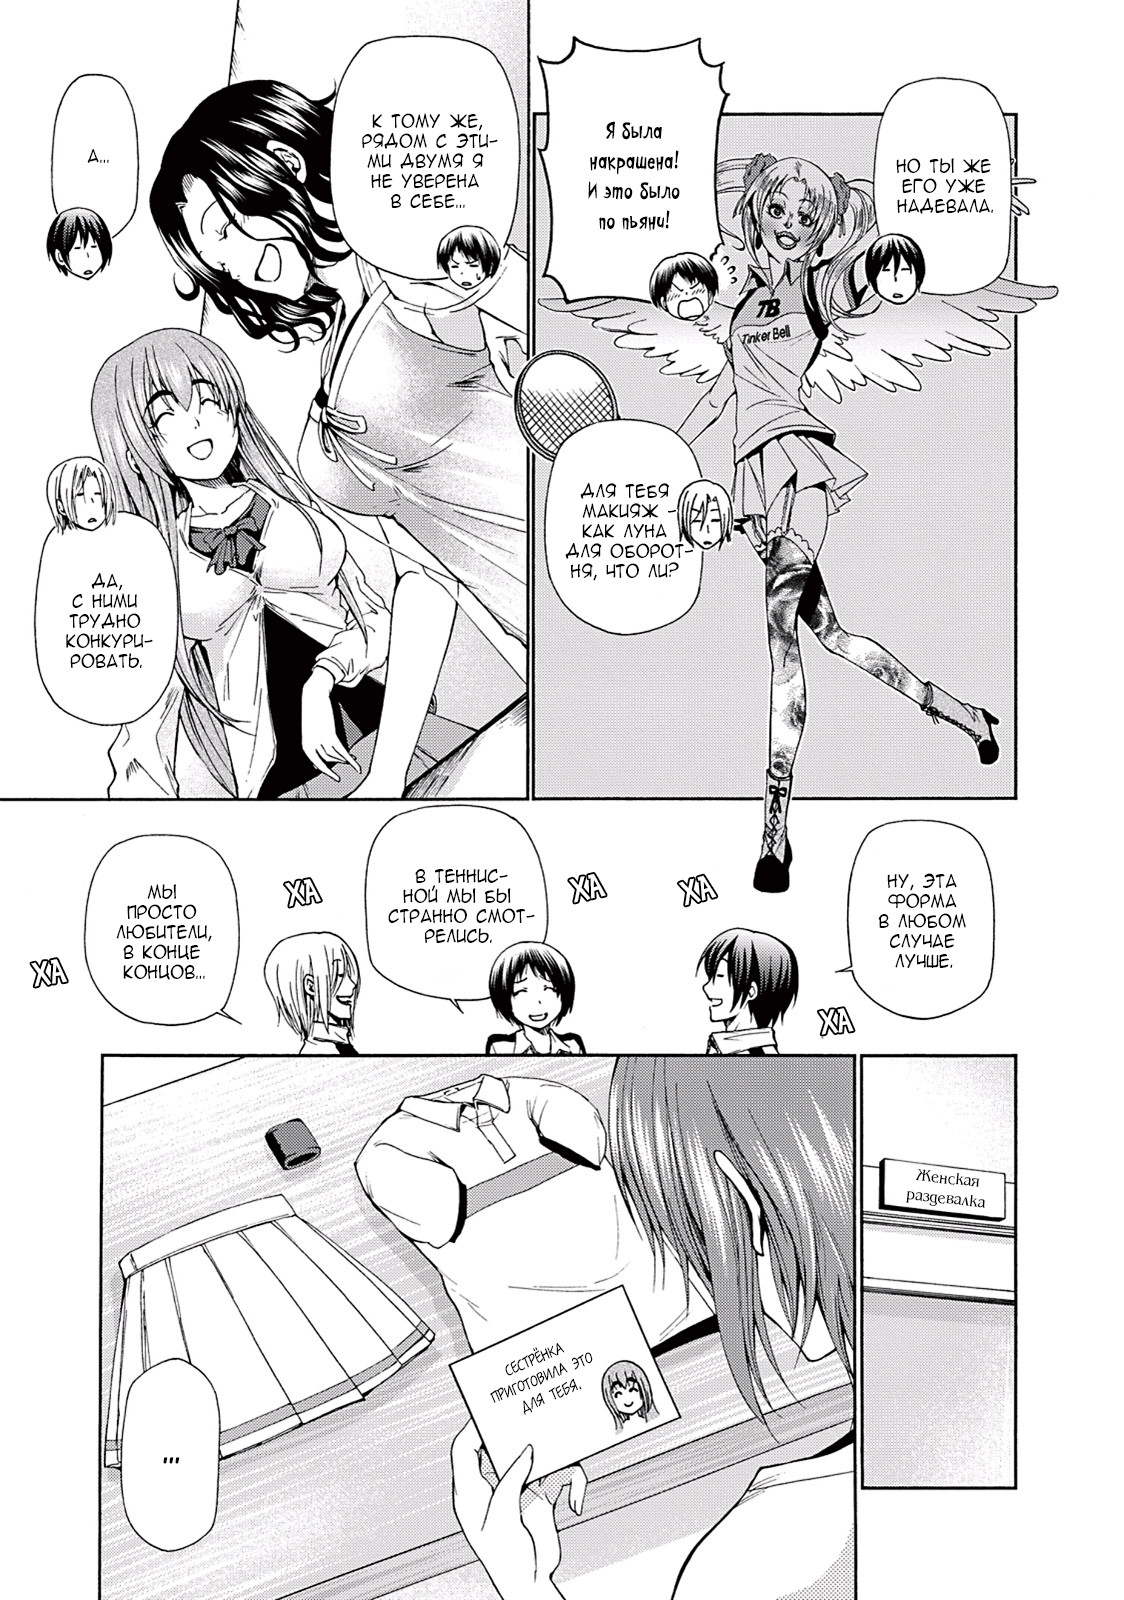 НО ТЫ ЖЕ
ЕГО УЖЕ
НАДЕВАЛА.
Я была
накрашена!
И это было
по пьяни!
TB
Tinker Bell
ДЛЯ ТЕБЯ
МАКИЯЖ -
КАК ЛУНА
ДЛЯ ОБОРОТ-
НЯ, ЧТО ЛИ?
К ТОМУ ЖЕ,
РЯДОМ С ЭТИ-
МИ ДВУМЯ Я
НЕ УВЕРЕНА
В СЕБЕ...
А...
ДА,
С НИМИ
ТРУДНО
КОНКУРИ-
РОВАТЬ.
НУ, ЭТА
ФОРМА
В ЛЮБОМ
СЛУЧАЕ
ЛУЧШЕ.
ХА
ХА
В ТЕННИС-
НОЙ МЫ БЫ
СТРАННО СМОТ-
РЕЛИСЬ.
ХА
ХА
МЫ
ПРОСТО
ЛЮБИТЕЛИ,
В КОНЦЕ
КОНЦОВ...
ХА
Женская
раздевалка
СЕСТРЁНКА
ПРИГОТОВИЛА ЭТО
ДЛЯ ТЕБЯ.
...